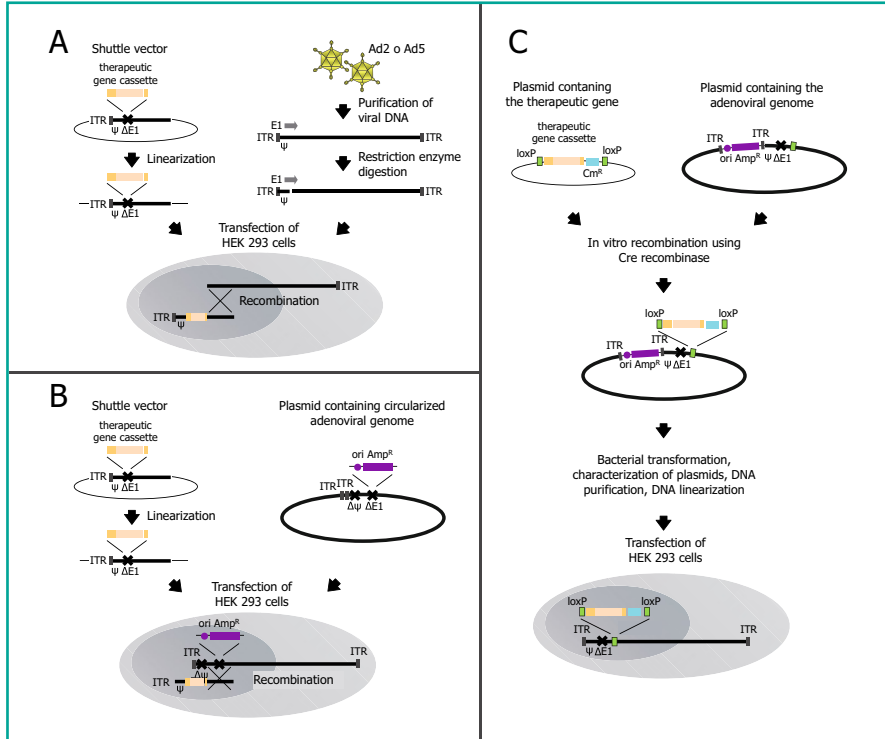 A
Shuttle vector
therapeutic
gene cassette
ITR
Ψ ΔE1
Linearization
ITR
Ψ ΔE1
Ad2 o Ad5
Purification of
viral DNA
E1
ITR
ITR
Ψ
Restriction enzyme
digestion
E1
ITR
ITR
Ψ
Transfection of
HEK 293 cells
ITR
Recombination
ITR
Ψ
B
Shuttle vector
therapeutic
gene cassette
ITR
Ψ ΔE1
Linearization
ITR
Ψ ΔE1
Plasmid containing circularized
adenoviral genome
ori Ampᴿ
ITR
ITR
ΔΨ
ΔE1
Transfection of
HEK 293 cells
ori Ampᴿ
ITR
ITR
ΔΨ
ITR
Ψ
Recombination
C
Plasmid contaning
the therapeutic gene
therapeutic
gene cassette
loxP
loxP
Cmᴿ
Plasmid containing the
adenoviral genome
ITR
ITR
ori Ampᴿ
Ψ ΔE1
In vitro recombination using
Cre recombinase
loxP
loxP
ITR
ITR
ori Ampᴿ Ψ ΔE1
Bacterial transformation,
characterization of plasmids, DNA
purification, DNA linearization
Transfection of
HEK 293 cells
loxP
loxP
ITR
ITR
Ψ ΔE1